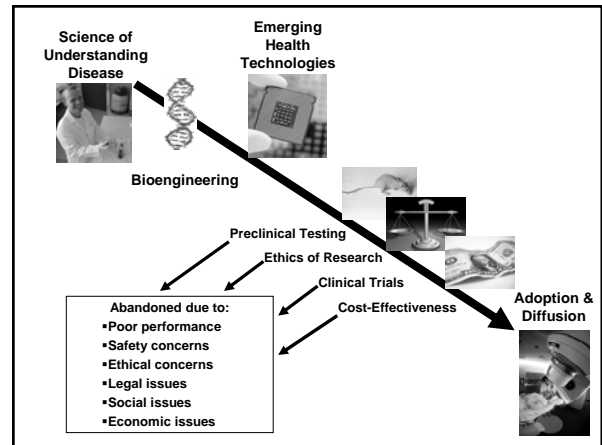 Science of
Understanding
Disease
Emerging
Health
Technologies
Bioengineering
Preclinical Testing
Ethics of Research
Clinical Trials
Cost-Effectiveness
Adoption &
Diffusion
Abandoned due to:
▪Poor performance
▪Safety concerns
▪Ethical concerns
▪Legal issues
▪Social issues
▪Economic issues